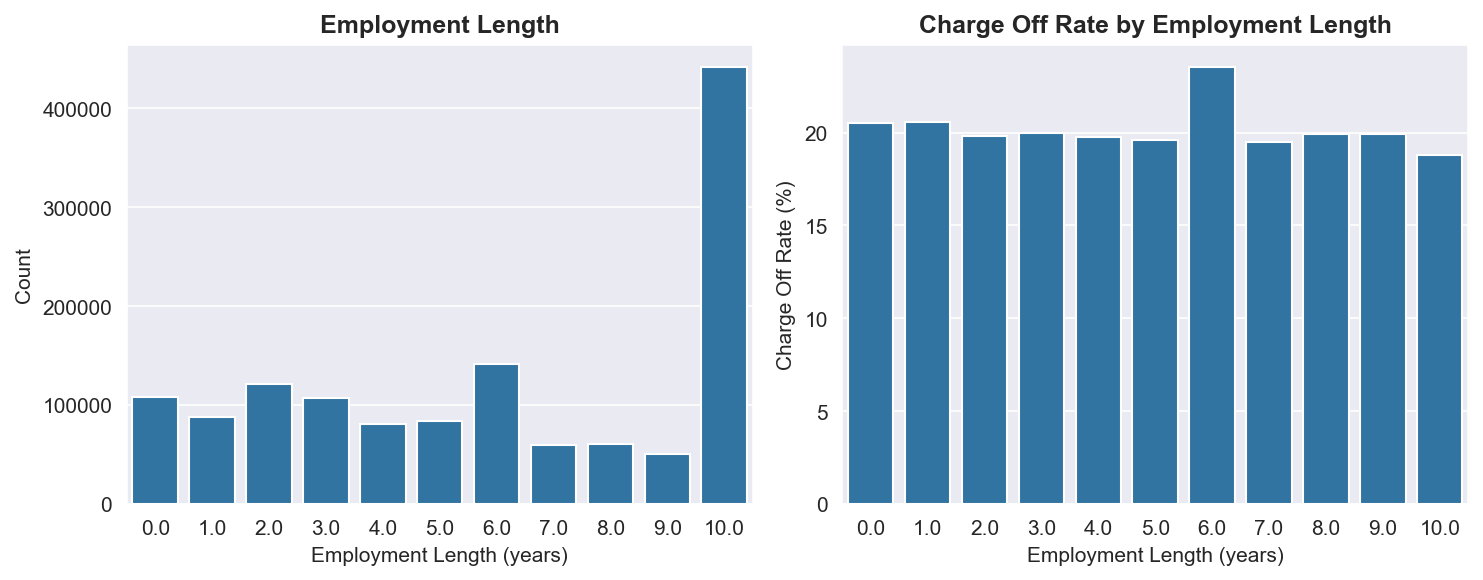 Employment Length
Count
400000
300000
200000
100000
0
0.0 1.0 2.0 3.0 4.0 5.0 6.0 7.0 8.0 9.0 10.0
Employment Length (years)
Charge Off Rate by Employment Length
Charge Off Rate (%)
20
15
10
5
0
0.0 1.0 2.0 3.0 4.0 5.0 6.0 7.0 8.0 9.0 10.0
Employment Length (years)